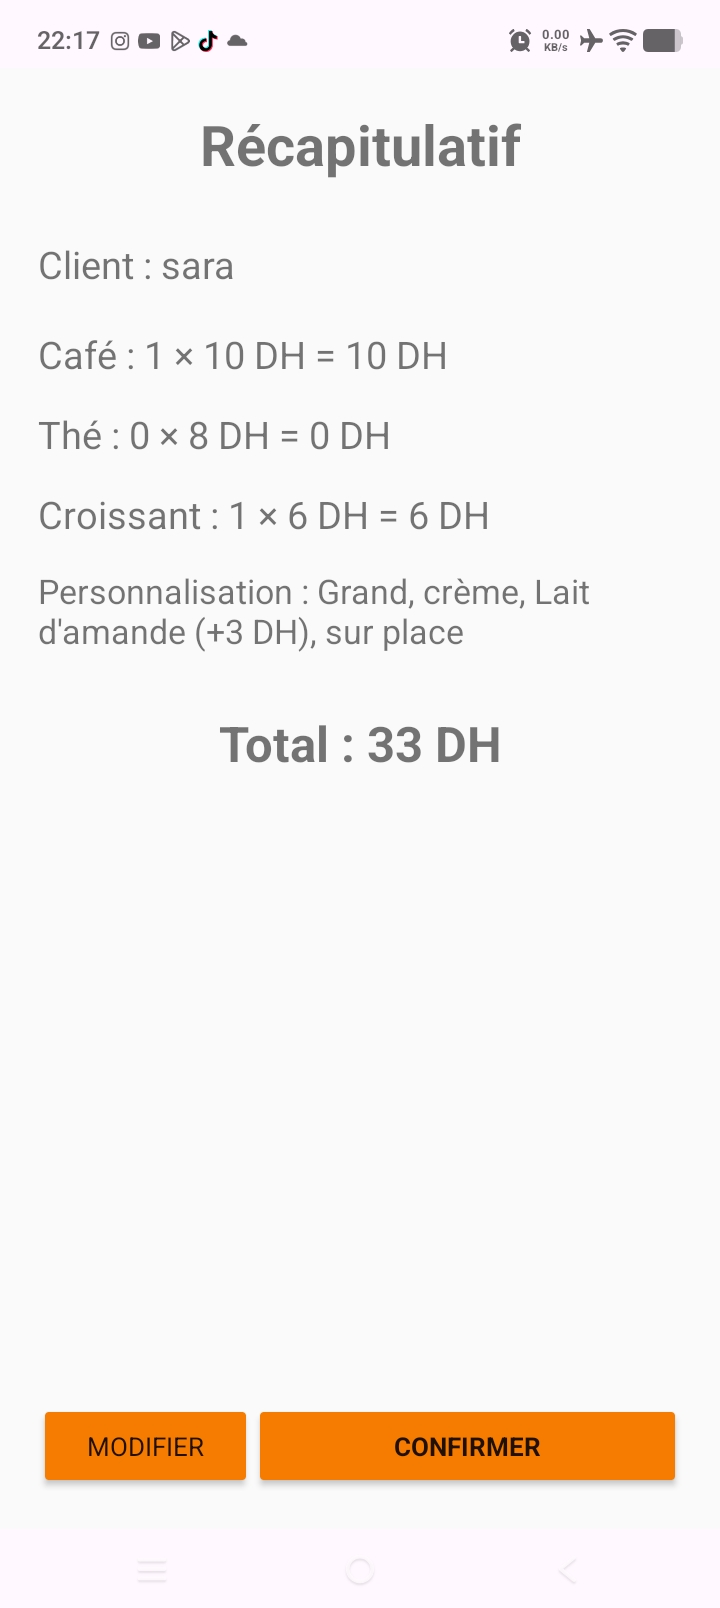 22:17
0.00
KB/s
Récapitulatif
Client : sara
Café : 1 × 10 DH = 10 DH
Thé : 0 × 8 DH = 0 DH
Croissant : 1 × 6 DH = 6 DH
Personnalisation : Grand, crème, Lait
d'amande (+3 DH), sur place
Total : 33 DH
MODIFIER
CONFIRMER